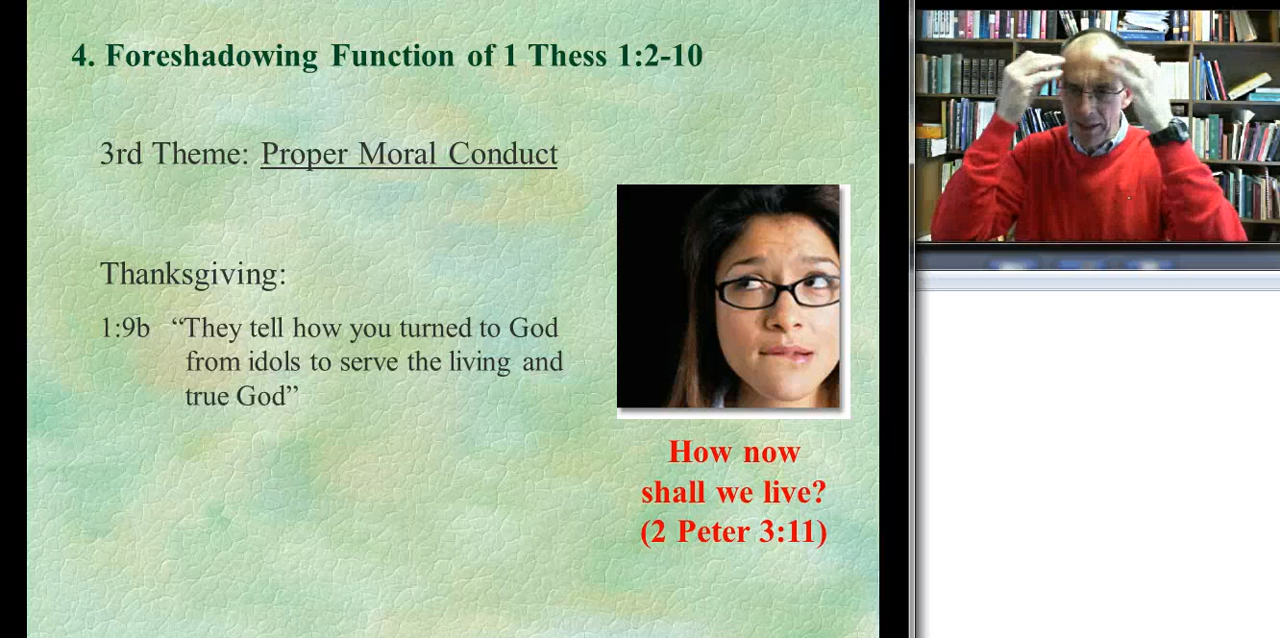 4. Foreshadowing Function of 1 Thess 1:2-10
3rd Theme: Proper Moral Conduct
Thanksgiving:
1:9b “They tell how you turned to God
from idols to serve the living and
true God”
How now
shall we live?
(2 Peter 3:11)